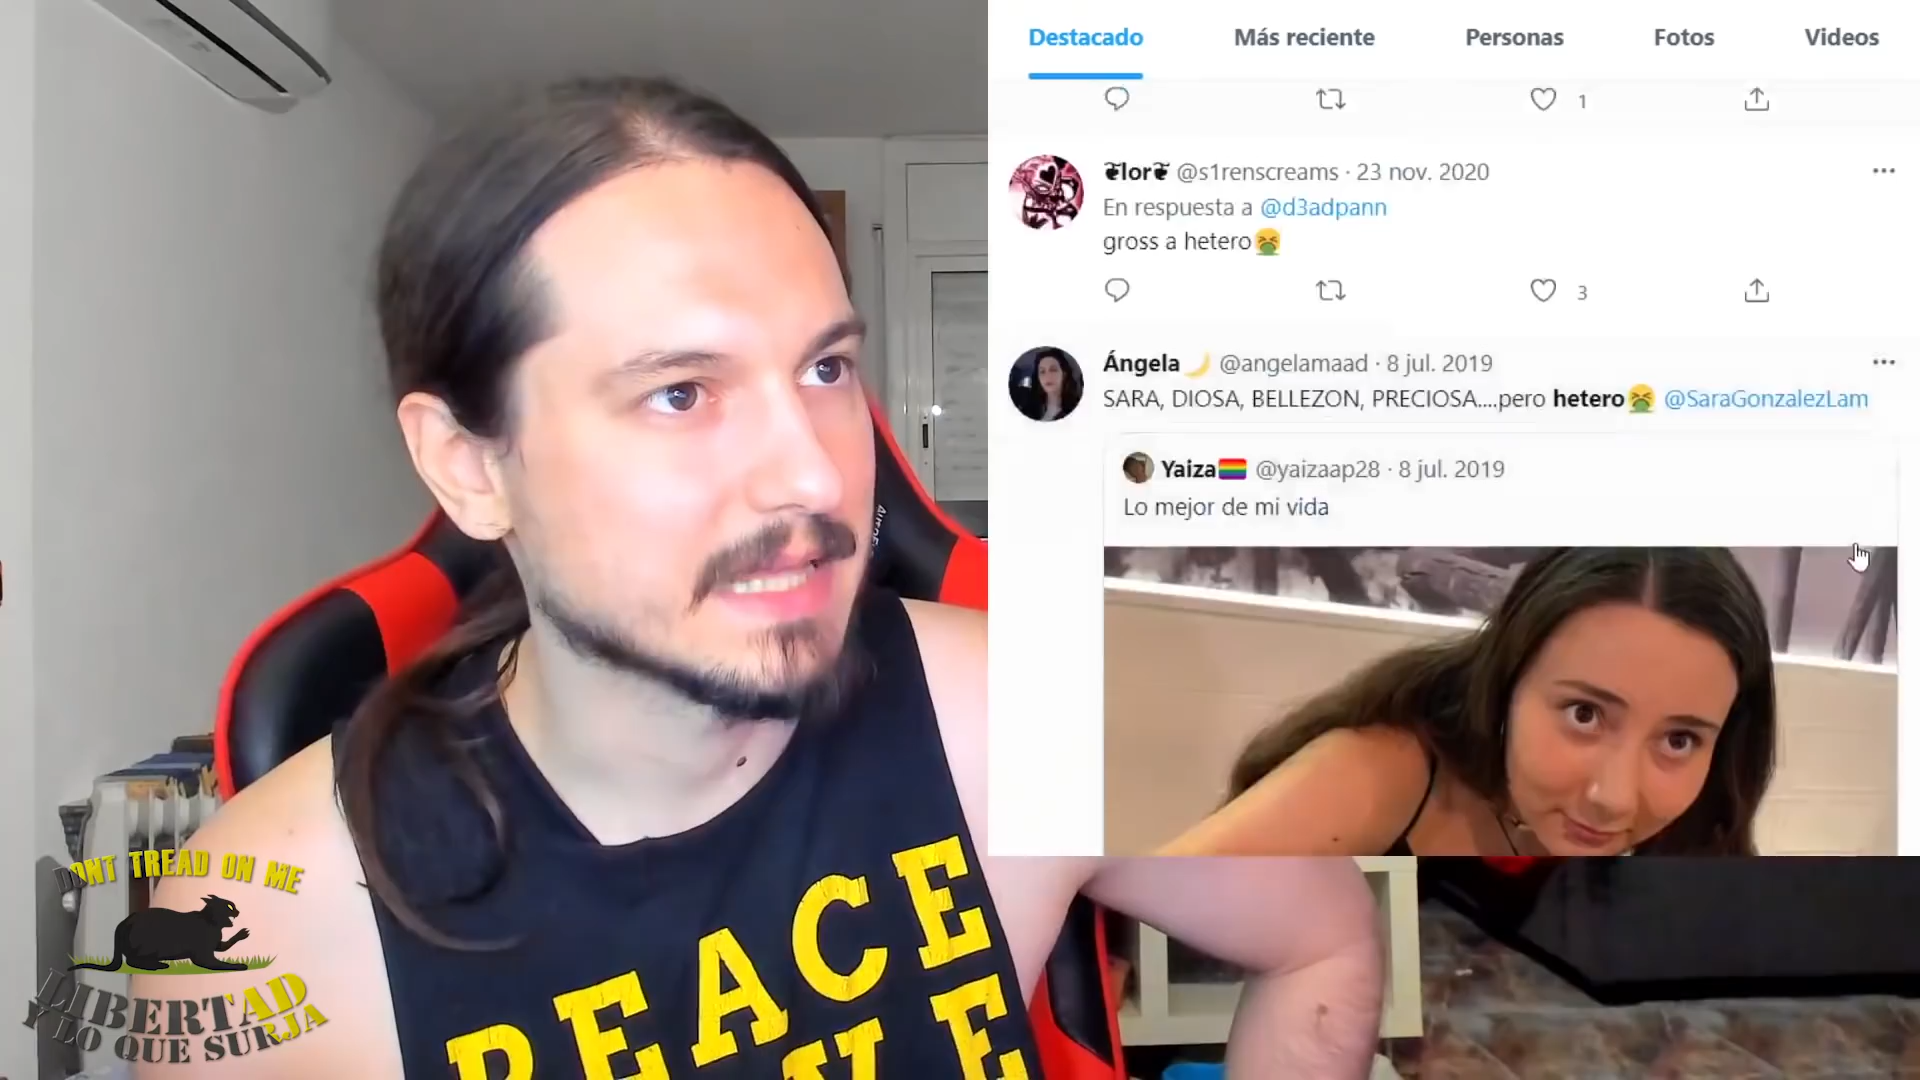 Destacado Más reciente Personas Fotos Videos
1
lor @s1renscreams · 23 nov. 2020
En respuesta a @d3adpann
gross a hetero🤮
3
Ángela🌙 @angelamaad · 8 jul. 2019
SARA, DIOSA, BELLEZON, PRECIOSA....pero hetero🤮 @SaraGonzalezLam
Yaiza🏳️‍🌈 @yaizaap28 · 8 jul. 2019
Lo mejor de mi vida
PEACE
DONT TREAD ON ME
LIBERTAD
Y LO QUE SURJA